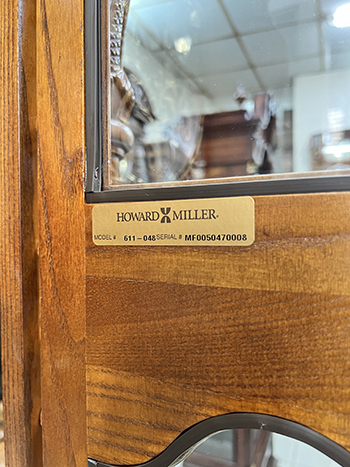 HOWARD MILLER®
MODEL # 611-048 SERIAL # MF0050470008